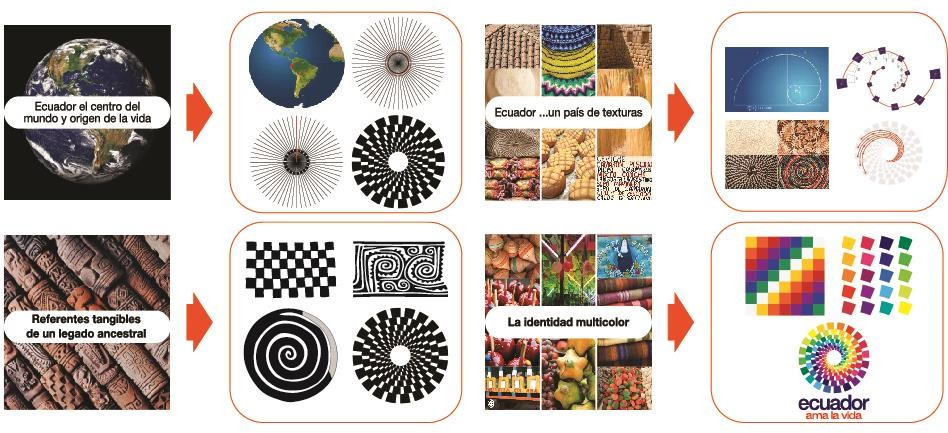 Ecuador el centro del
mundo y origen de la vida
Ecuador ...un país de texturas
Referentes tangibles
de un legado ancestral
La identidad multicolor
ecuador
ama la vida